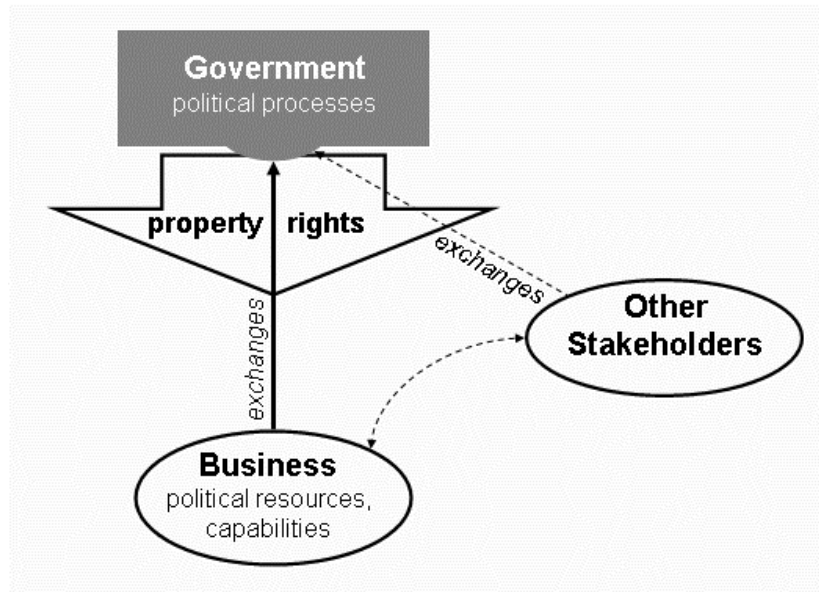 Government
political processes
property rights
exchanges
Other
Stakeholders
exchanges
Business
political resources,
capabilities